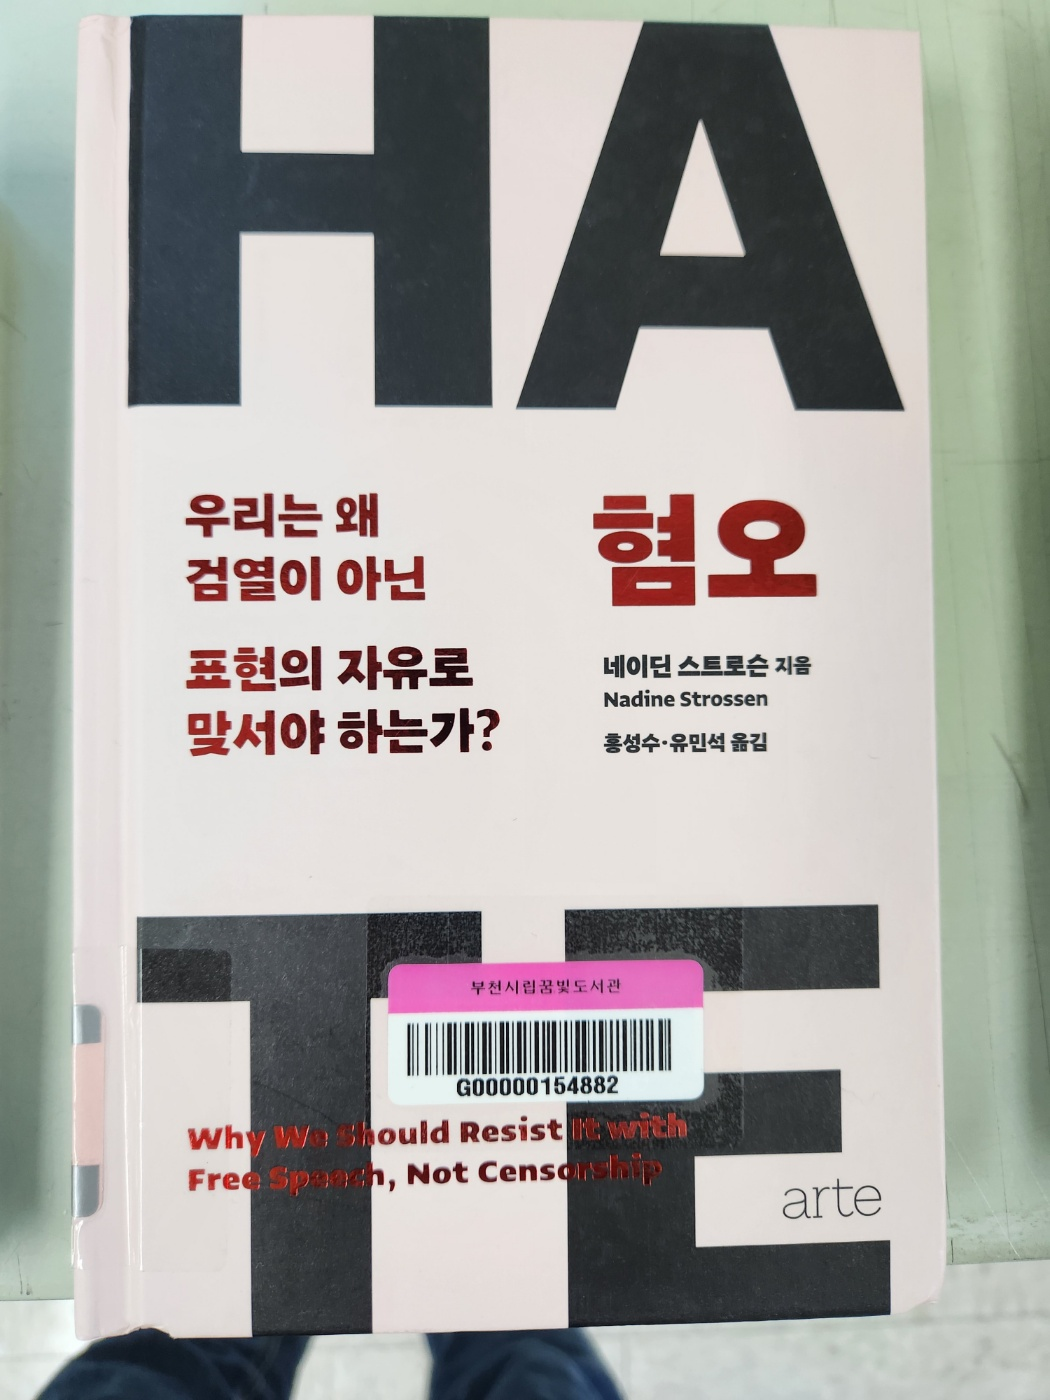 HA
우리는 왜
검열이 아닌
표현의 자유로
맞서야 하는가?
혐오
네이딘 스트로슨 지음
Nadine Strossen
홍성수·유민석 옮김
TE
부천시립꿈빛도서관
G00000154882
Why We Should Resist It with
Free Speech, Not Censorship
arte